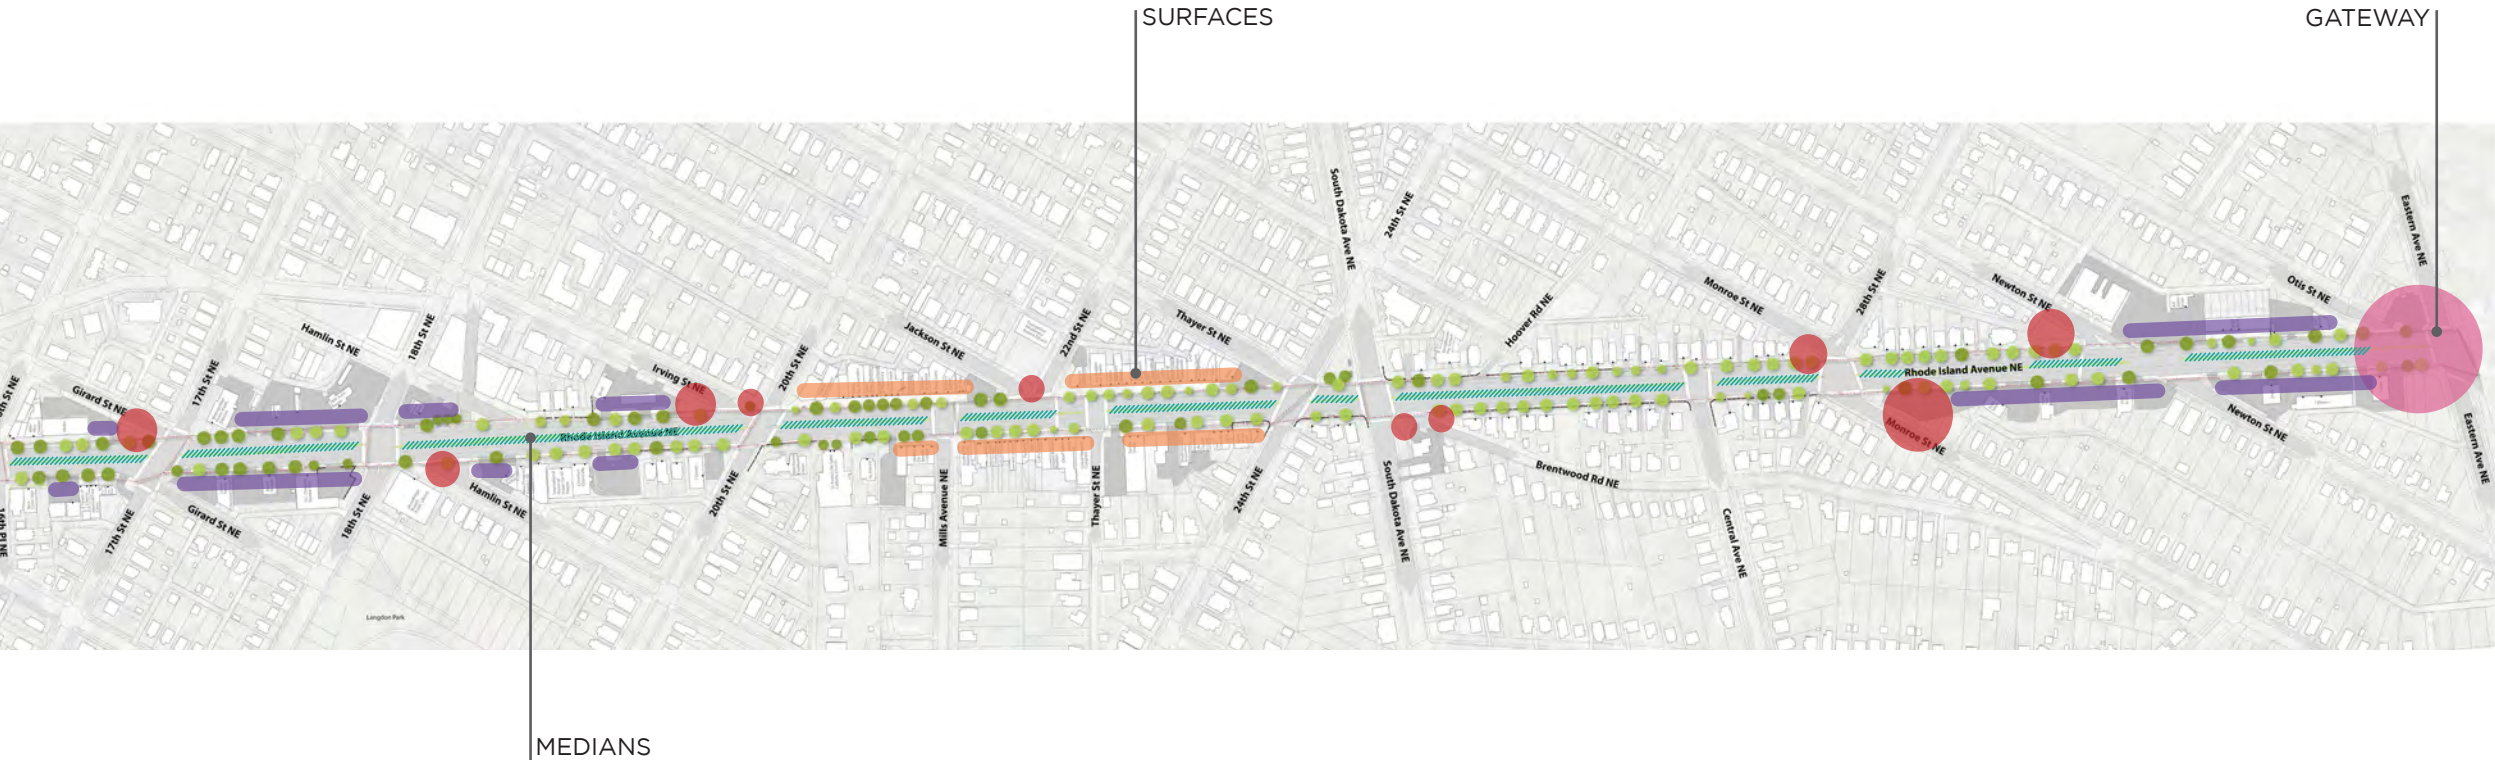 SURFACES
GATEWAY
South Dakota Ave NE
24th St NE
Eastern Ave NE
Monroe St NE
28th St NE
Newton St NE
Otis St NE
Hoover Rd NE
22nd St NE
Thayer St NE
Jackson St NE
Hamlin St NE
18th St NE
20th St NE
Irving St NE
17th St NE
Girard St NE
Rhode Island Avenue NE
Rhode Island Avenue NE
Monroe St NE
Newton St NE
Eastern Ave NE
Brentwood Rd NE
South Dakota Ave NE
24th St NE
Central Ave NE
Thayer St NE
Mills Avenue NE
20th St NE
Hamlin St NE
18th St NE
Girard St NE
17th St NE
16th Pl NE
Langdon Park
MEDIANS